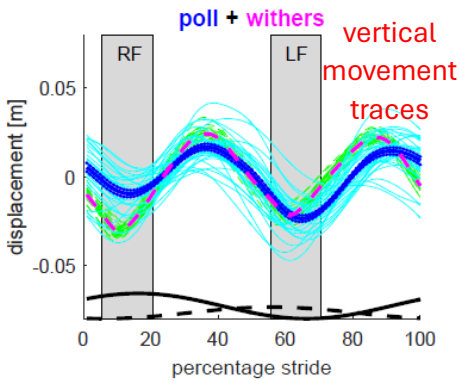 poll + withers
vertical
movement
traces
RF
LF
0.05
0
-0.05
displacement [m]
0 20 40 60 80 100
percentage stride